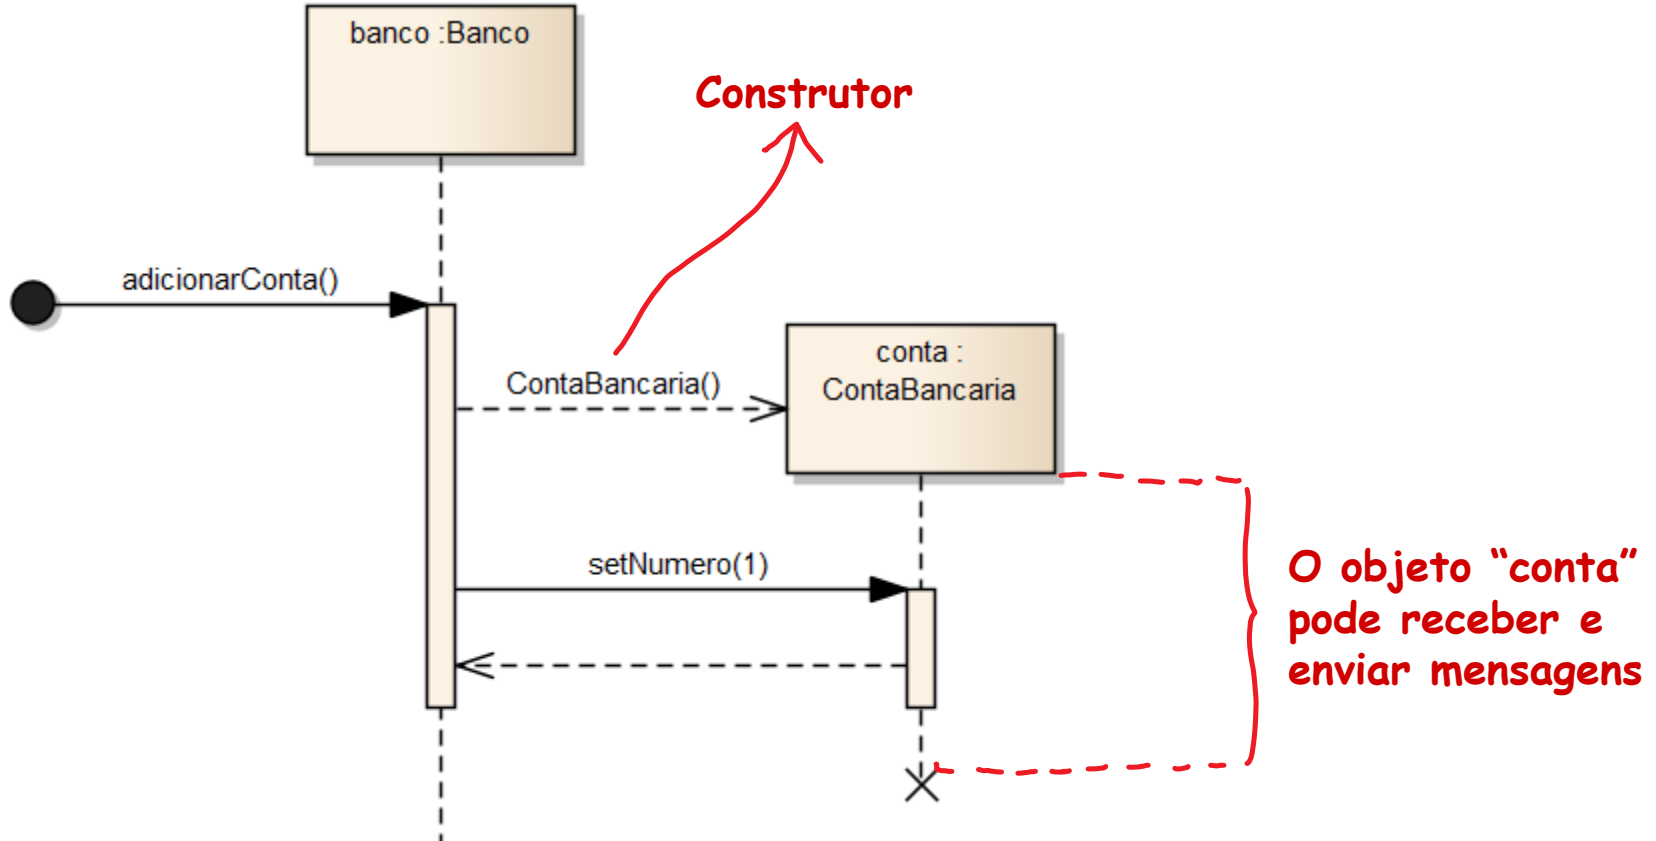 banco :Banco
Construtor
adicionarConta()
ContaBancaria()
conta :
ContaBancaria
setNumero(1)
O objeto “conta”
pode receber e
enviar mensagens